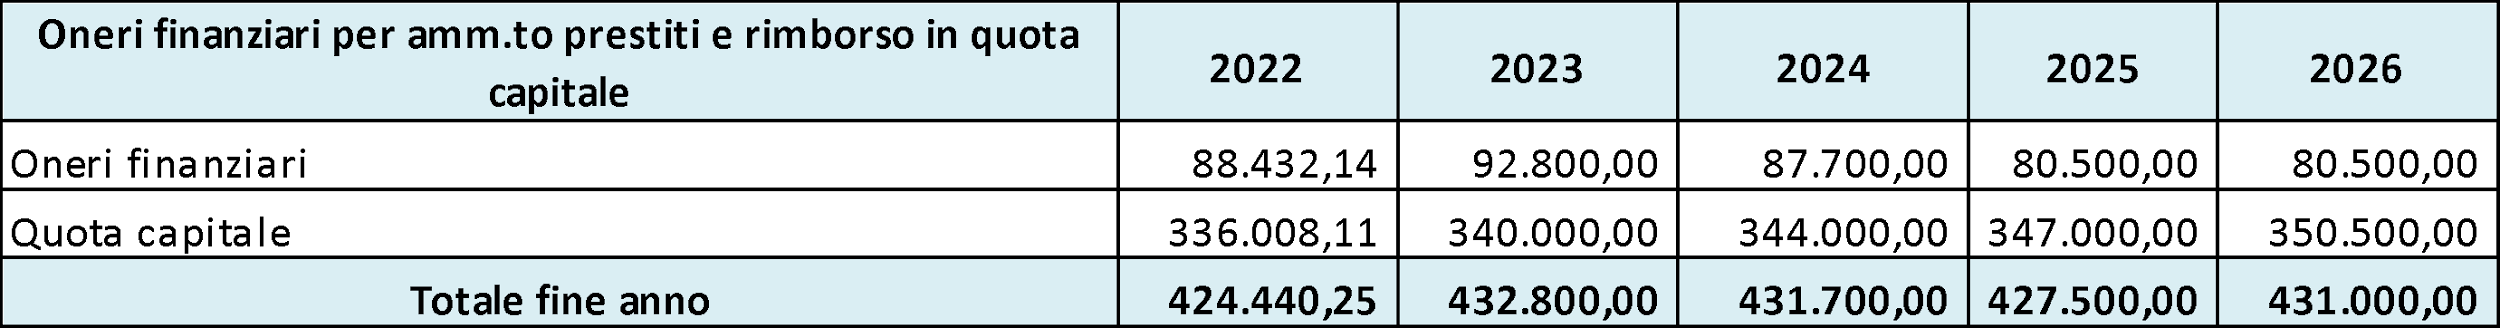 Oneri finanziari per amm.to prestiti e rimborso in quota capitale 2022 2023 2024 2025 2026
Oneri finanziari 88.432,14 92.800,00 87.700,00 80.500,00 80.500,00
Quota capitale 336.008,11 340.000,00 344.000,00 347.000,00 350.500,00
Totale fine anno 424.440,25 432.800,00 431.700,00 427.500,00 431.000,00